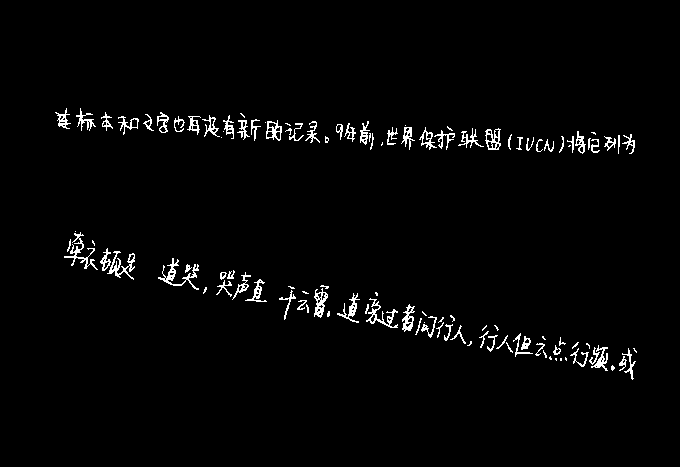 连标本和文字也再没有新的记录。9年前,世界保护联盟(IUCN)将它列为
牵衣顿足 道哭,哭声直 干云霄.道旁过者问行人,行人但云点行频.或